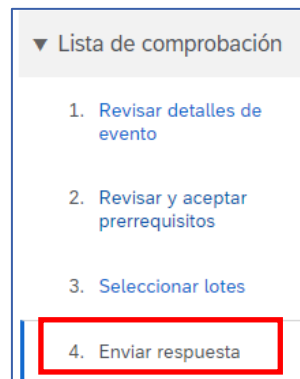 ▼ Lista de comprobación
1. Revisar detalles de
evento
2. Revisar y aceptar
prerrequisitos
3. Seleccionar lotes
4. Enviar respuesta